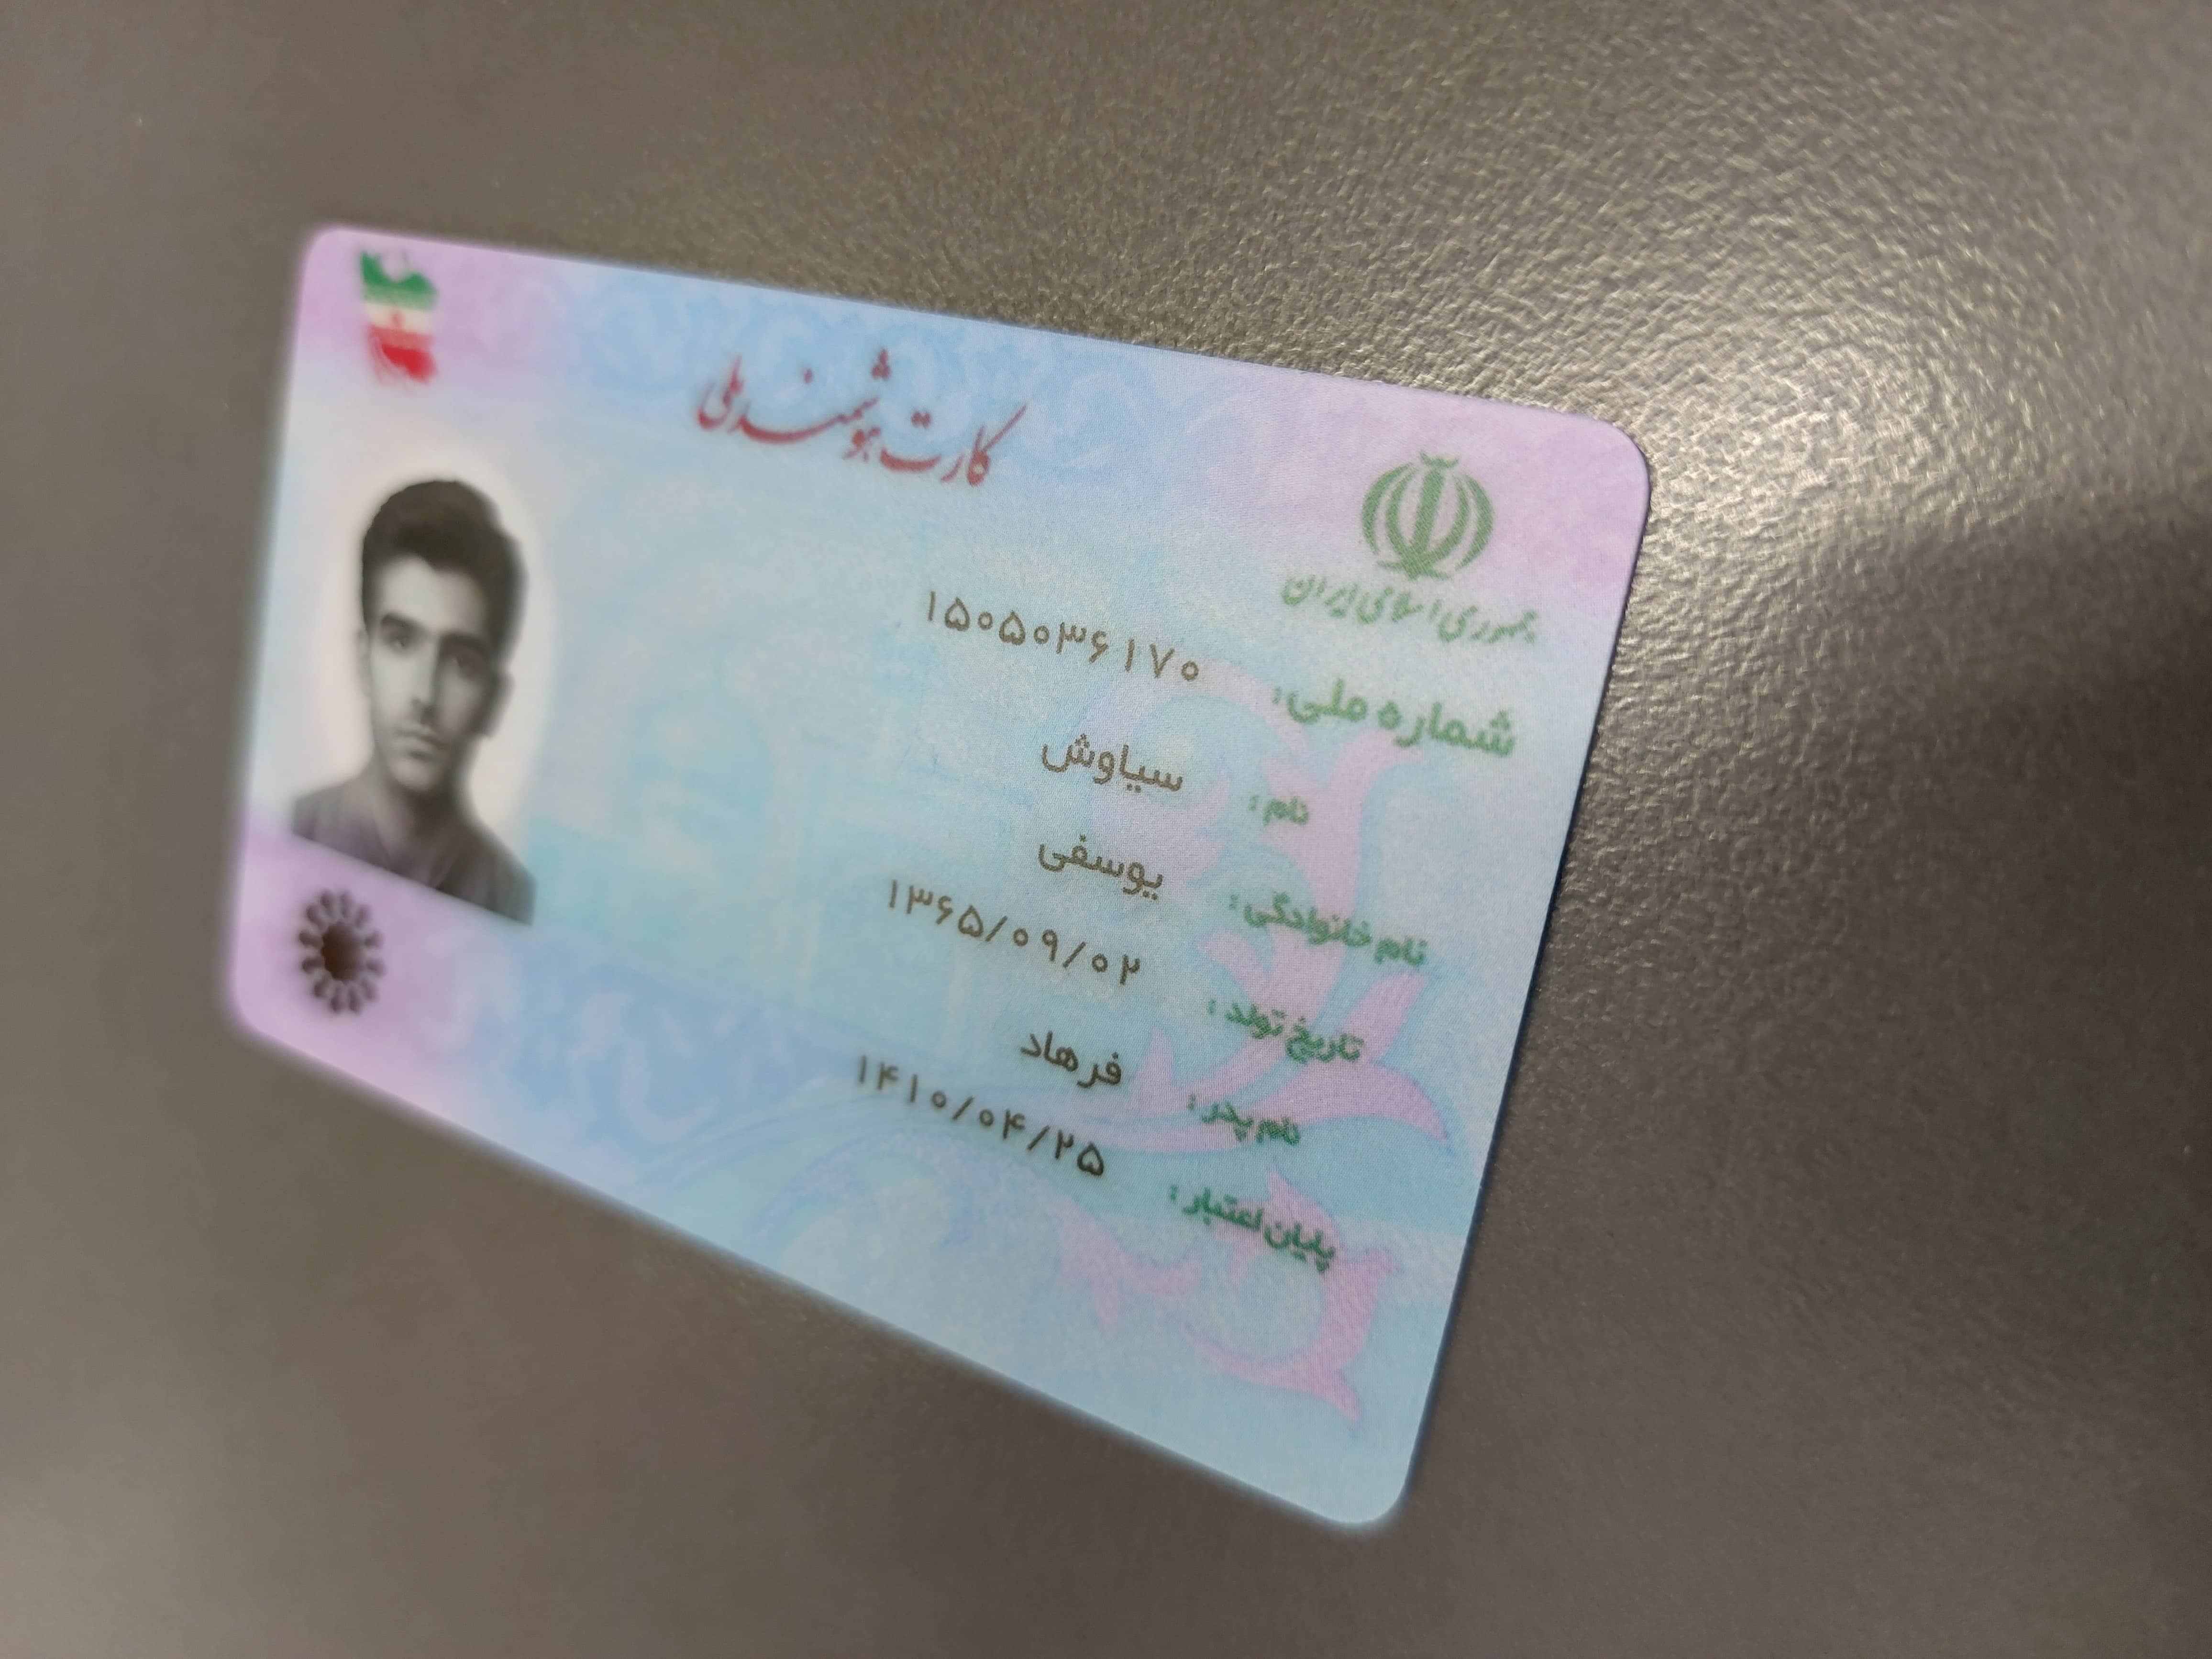 کارت هوشمند ملی
جمهوری اسلامی ایران
شماره ملی: ۱۵۰۵۰۳۶۱۷۰
نام: سیاوش
نام خانوادگی: یوسفی
تاریخ تولد: ۱۳۶۵/۰۹/۰۲
نام پدر: فرهاد
پایان اعتبار: ۱۴۱۰/۰۴/۲۵